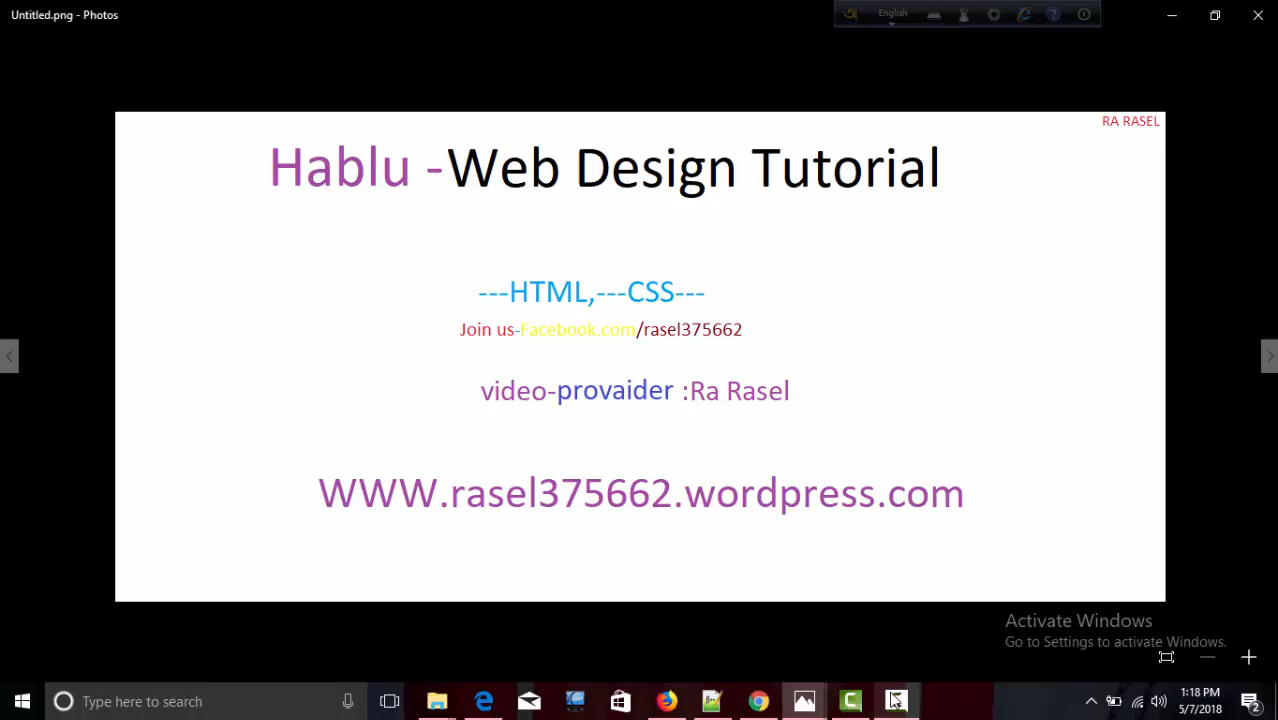 Untitled.png - Photos
English
RA RASEL
Hablu -Web Design Tutorial
---HTML,---CSS---
Join us-Facebook.com/rasel375662
video-provaider :Ra Rasel
WWW.rasel375662.wordpress.com
Activate Windows
Go to Settings to activate Windows.
Type here to search
1:18 PM
5/7/2018
2